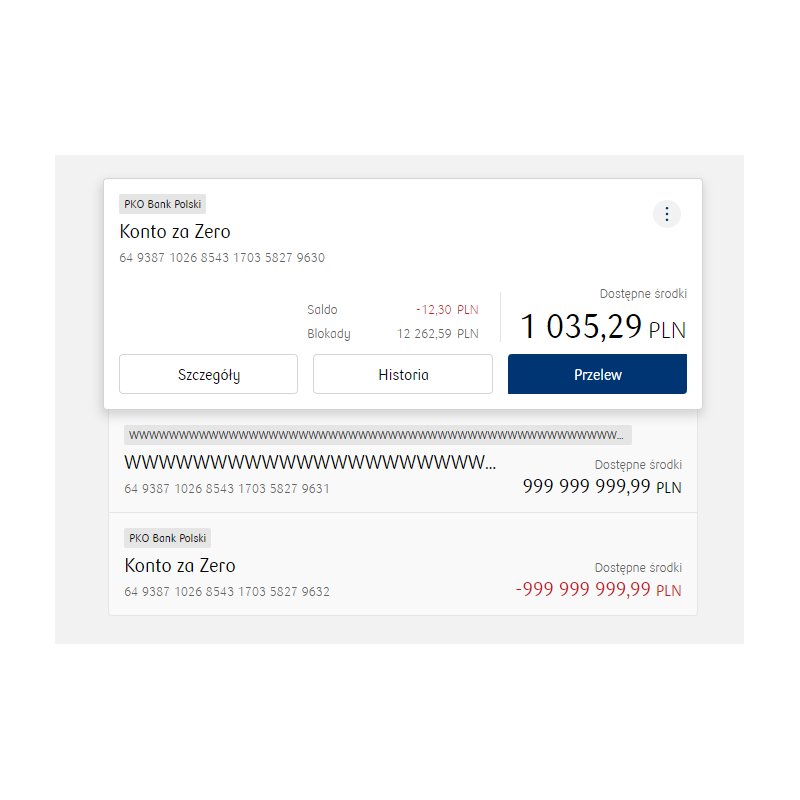 PKO Bank Polski
Konto za Zero
64 9387 1026 8543 1703 5827 9630
Dostępne środki
Saldo -12,30 PLN
1 035,29 PLN
Blokady 12 262,59 PLN
Szczegóły Historia Przelew
WWWWWWWWWWWWWWWWWWWWWWWWWWWWWWWWWWWWWWWWWWWWWWWWW...
WWWWWWWWWWWWWWWWWWWWW...
Dostępne środki
64 9387 1026 8543 1703 5827 9631
999 999 999,99 PLN
PKO Bank Polski
Konto za Zero
Dostępne środki
64 9387 1026 8543 1703 5827 9632
-999 999 999,99 PLN